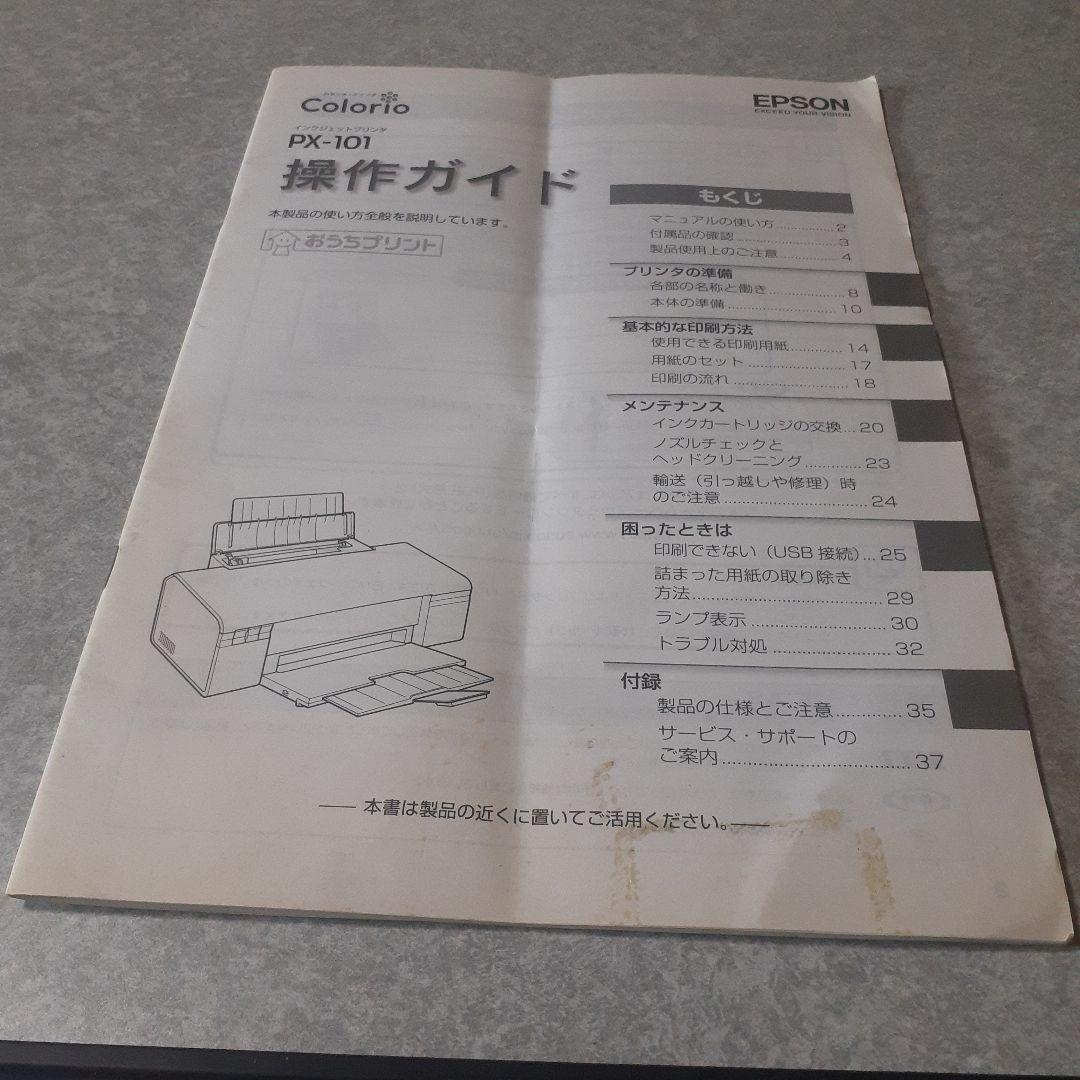 Colorio
EPSON
EXCEED YOUR VISION
インクジェットプリンタ
PX-101
操作ガイド
本製品の使い方全般を説明しています。
おうちプリント
もくじ
マニュアルの使い方..............2
付属品の確認......................3
製品使用上のご注意..............4
プリンタの準備
各部の名称と働き..................8
本体の準備..........................10
基本的な印刷方法
使用できる印刷用紙.............14
用紙のセット......................17
印刷の流れ..........................18
メンテナンス
インクカートリッジの交換...20
ノズルチェックと
ヘッドクリーニング.............23
輸送（引っ越しや修理）時
のご注意..............................24
困ったときは
印刷できない（USB 接続）...25
詰まった用紙の取り除き
方法......................................29
ランプ表示..........................30
トラブル対処......................32
付録
製品の仕様とご注意.............35
サービス・サポートの
ご案内..................................37
本書は製品の近くに置いてご活用ください。